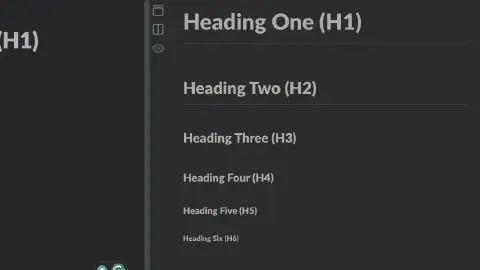 (H1)
Heading One (H1)
Heading Two (H2)
Heading Three (H3)
Heading Four (H4)
Heading Five (H5)
Heading Six (H6)